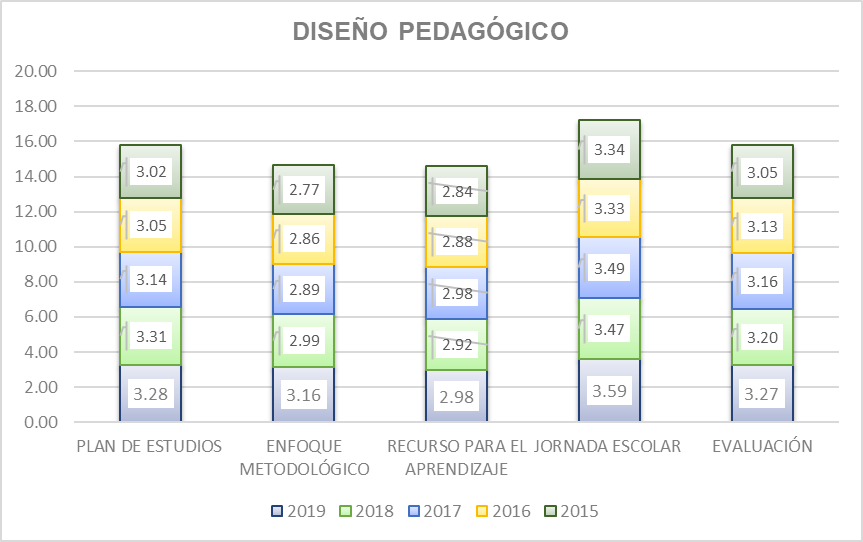 DISEÑO PEDAGÓGICO
20.00
18.00
16.00
14.00
12.00
10.00
8.00
6.00
4.00
2.00
0.00
3.02 2.77 2.84 3.34 3.05
3.05 2.86 2.88 3.33 3.13
3.14 2.89 2.98 3.49 3.16
3.31 2.99 2.92 3.47 3.20
3.28 3.16 2.98 3.59 3.27
PLAN DE ESTUDIOS ENFOQUE RECURSO PARA EL JORNADA ESCOLAR EVALUACIÓN
METODOLÓGICO APRENDIZAJE
2019 2018 2017 2016 2015